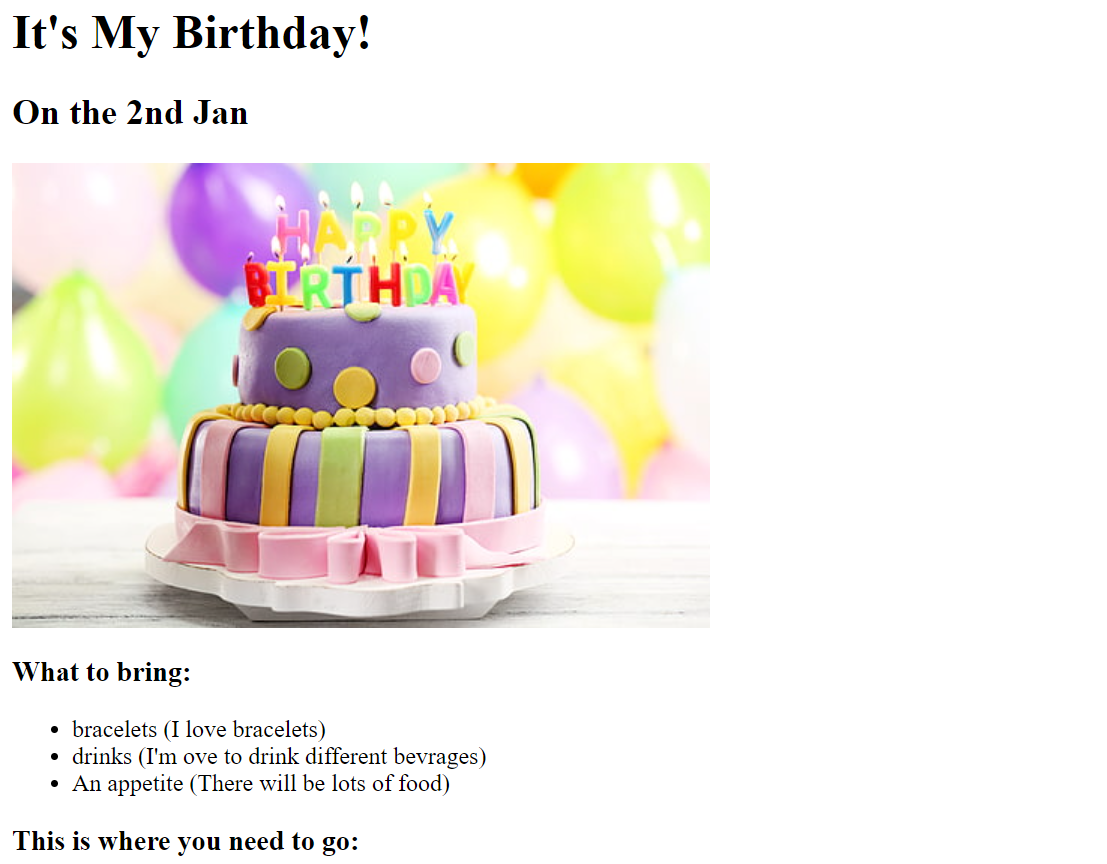 It's My Birthday!
On the 2nd Jan
HAPPY
BIRTHDAY
What to bring:
bracelets (I love bracelets)
drinks (I'm ove to drink different bevrages)
An appetite (There will be lots of food)
This is where you need to go: